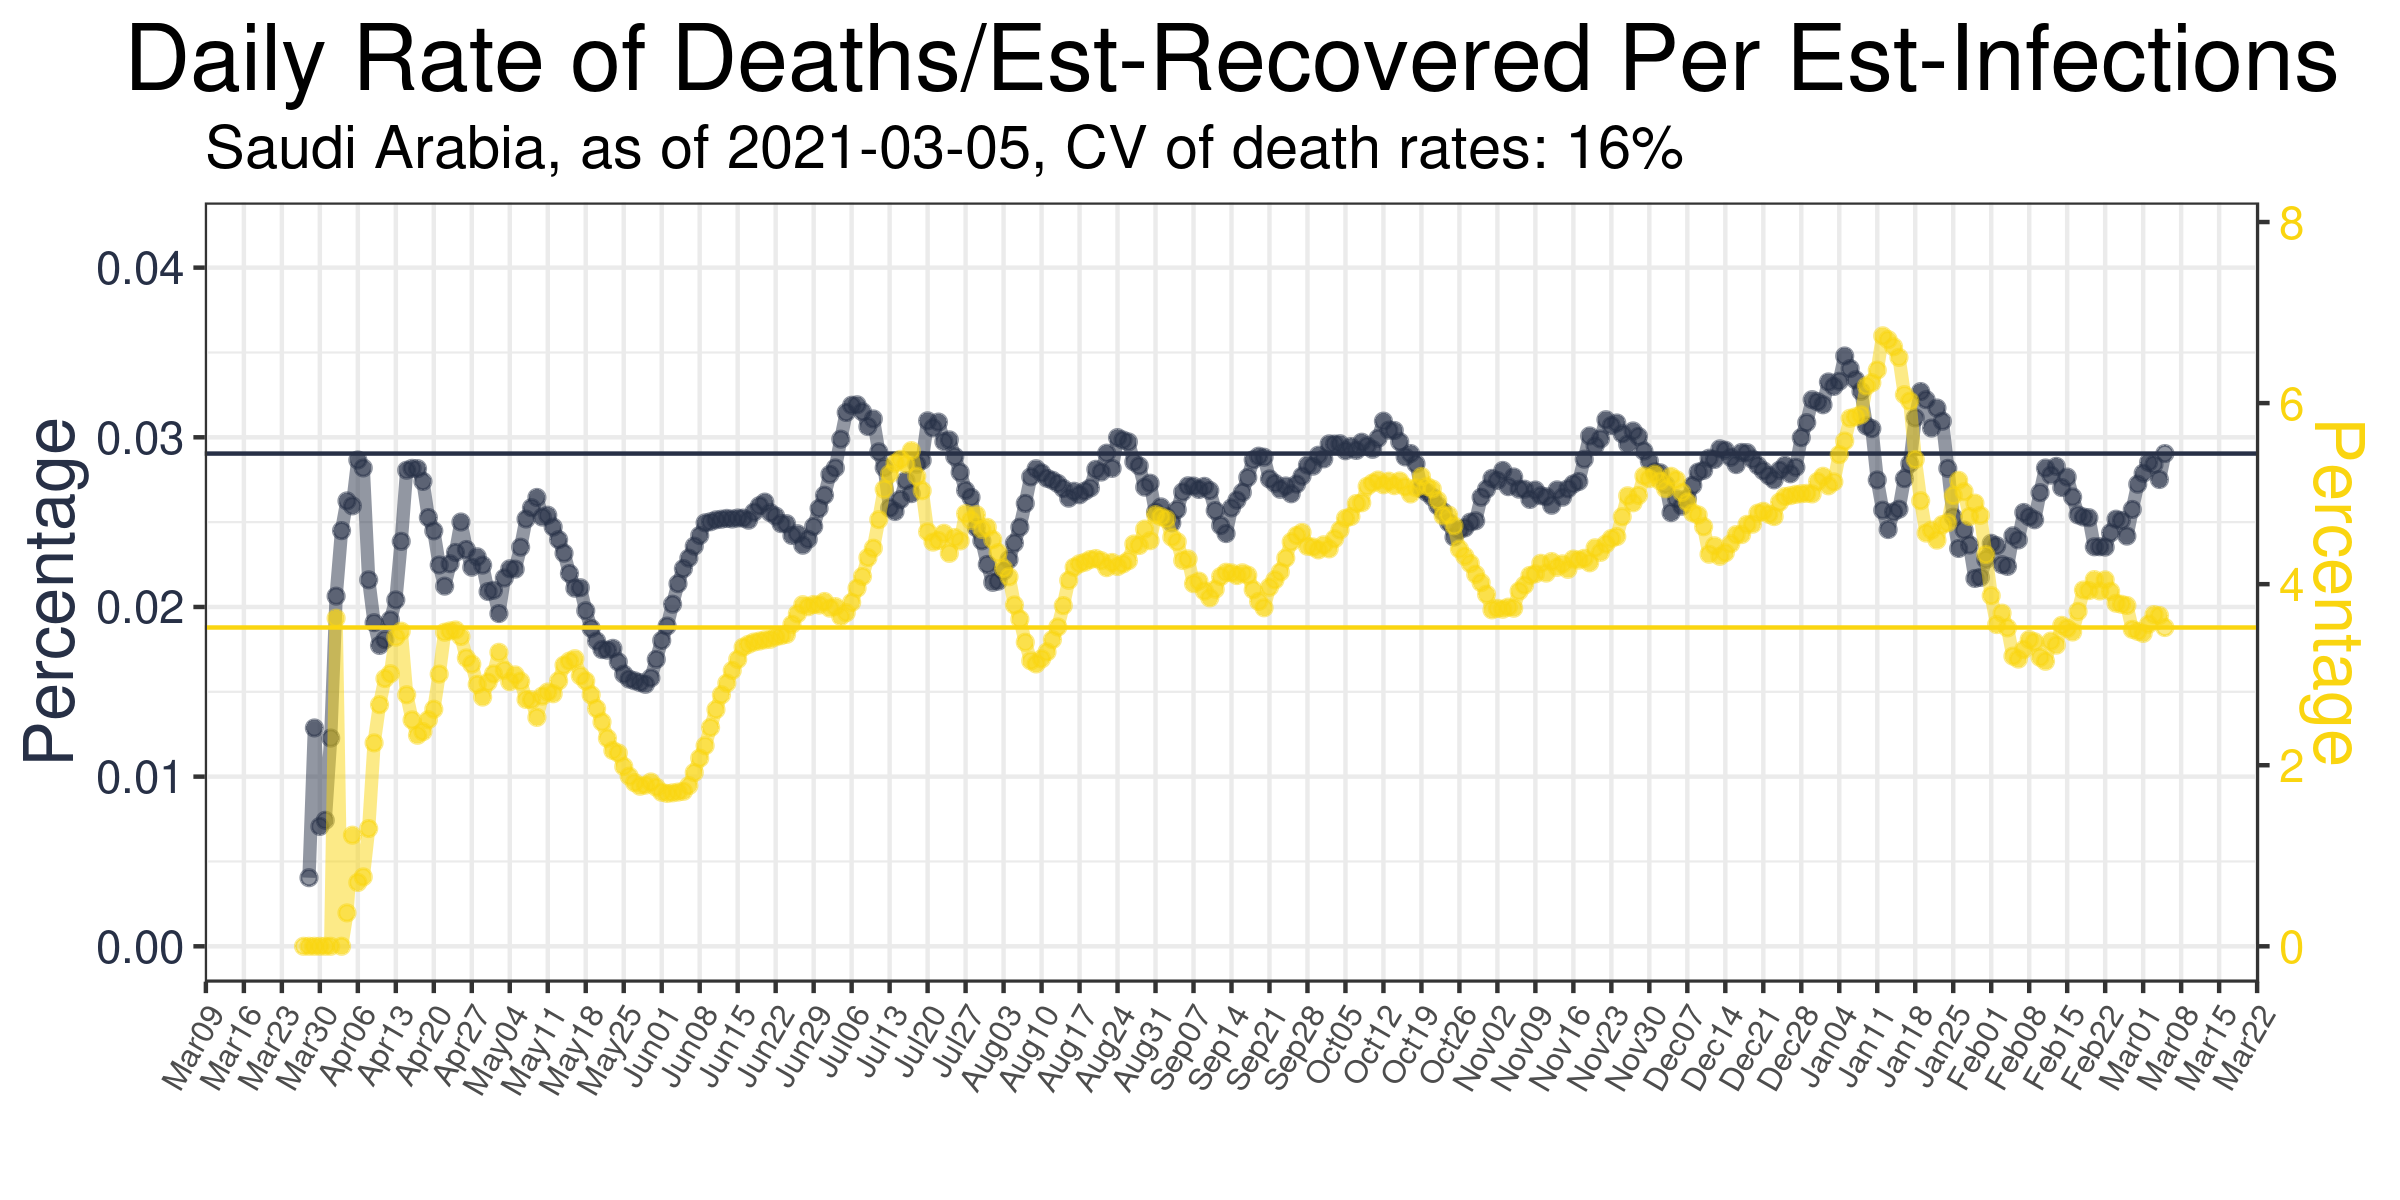 Daily Rate of Deaths/Est-Recovered Per Est-Infections
Saudi Arabia, as of 2021-03-05, CV of death rates: 16%
Percentage
0.04
0.03
0.02
0.01
0.00
8
6
4
2
0
Percentage
Mar09 Mar16 Mar23 Mar30 Apr06 Apr13 Apr20 Apr27 May04 May11 May18 May25 Jun01 Jun08 Jun15 Jun22 Jun29 Jul06 Jul13 Jul20 Jul27 Aug03 Aug10 Aug17 Aug24 Aug31 Sep07 Sep14 Sep21 Sep28 Oct05 Oct12 Oct19 Oct26 Nov02 Nov09 Nov16 Nov23 Nov30 Dec07 Dec14 Dec21 Dec28 Jan04 Jan11 Jan18 Jan25 Feb01 Feb08 Feb15 Feb22 Mar01 Mar08 Mar15 Mar22